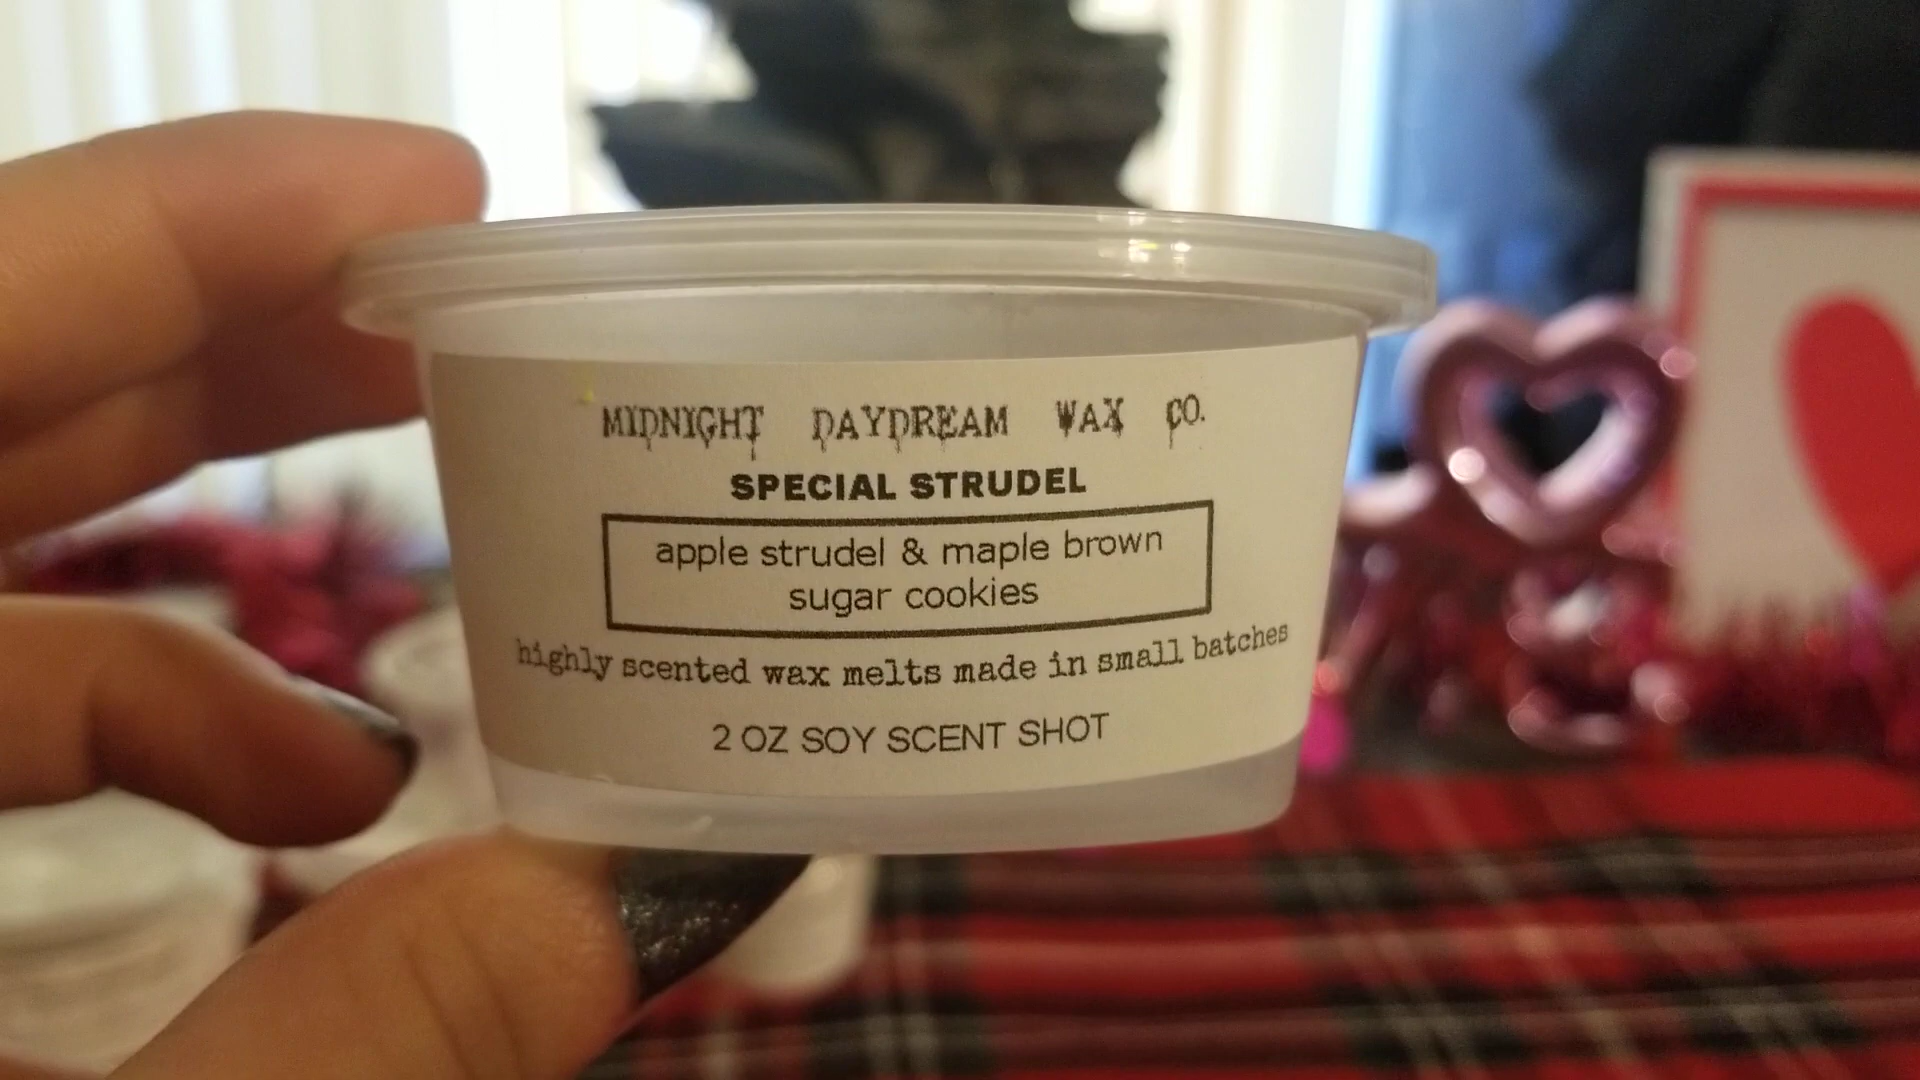 MIDNIGHT DAYDREAM WAX CO.
SPECIAL STRUDEL
apple strudel & maple brown
sugar cookies
highly scented wax melts made in small batches
2 OZ SOY SCENT SHOT